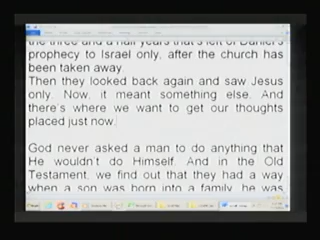 the three and a half years that's left of Daniel's
prophecy to Israel only, after the church has
been taken away.
Then they looked back again and saw Jesus
only. Now, it meant something else. And
there's where we want to get our thoughts
placed just now.
God never asked a man to do anything that
He wouldn't do Himself. And in the Old
Testament, we find out that they had a way
when a son was born into a family, he was